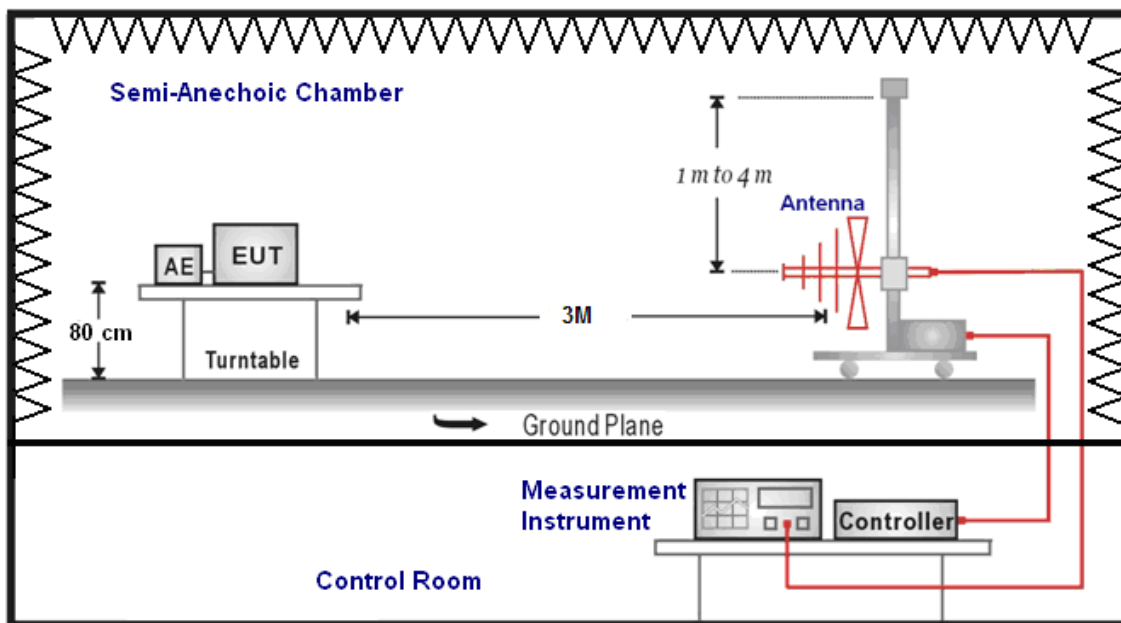 Semi-Anechoic Chamber
1 m to 4 m
Antenna
AE
EUT
80 cm
3M
Turntable
Ground Plane
Measurement
Instrument
Controller
Control Room